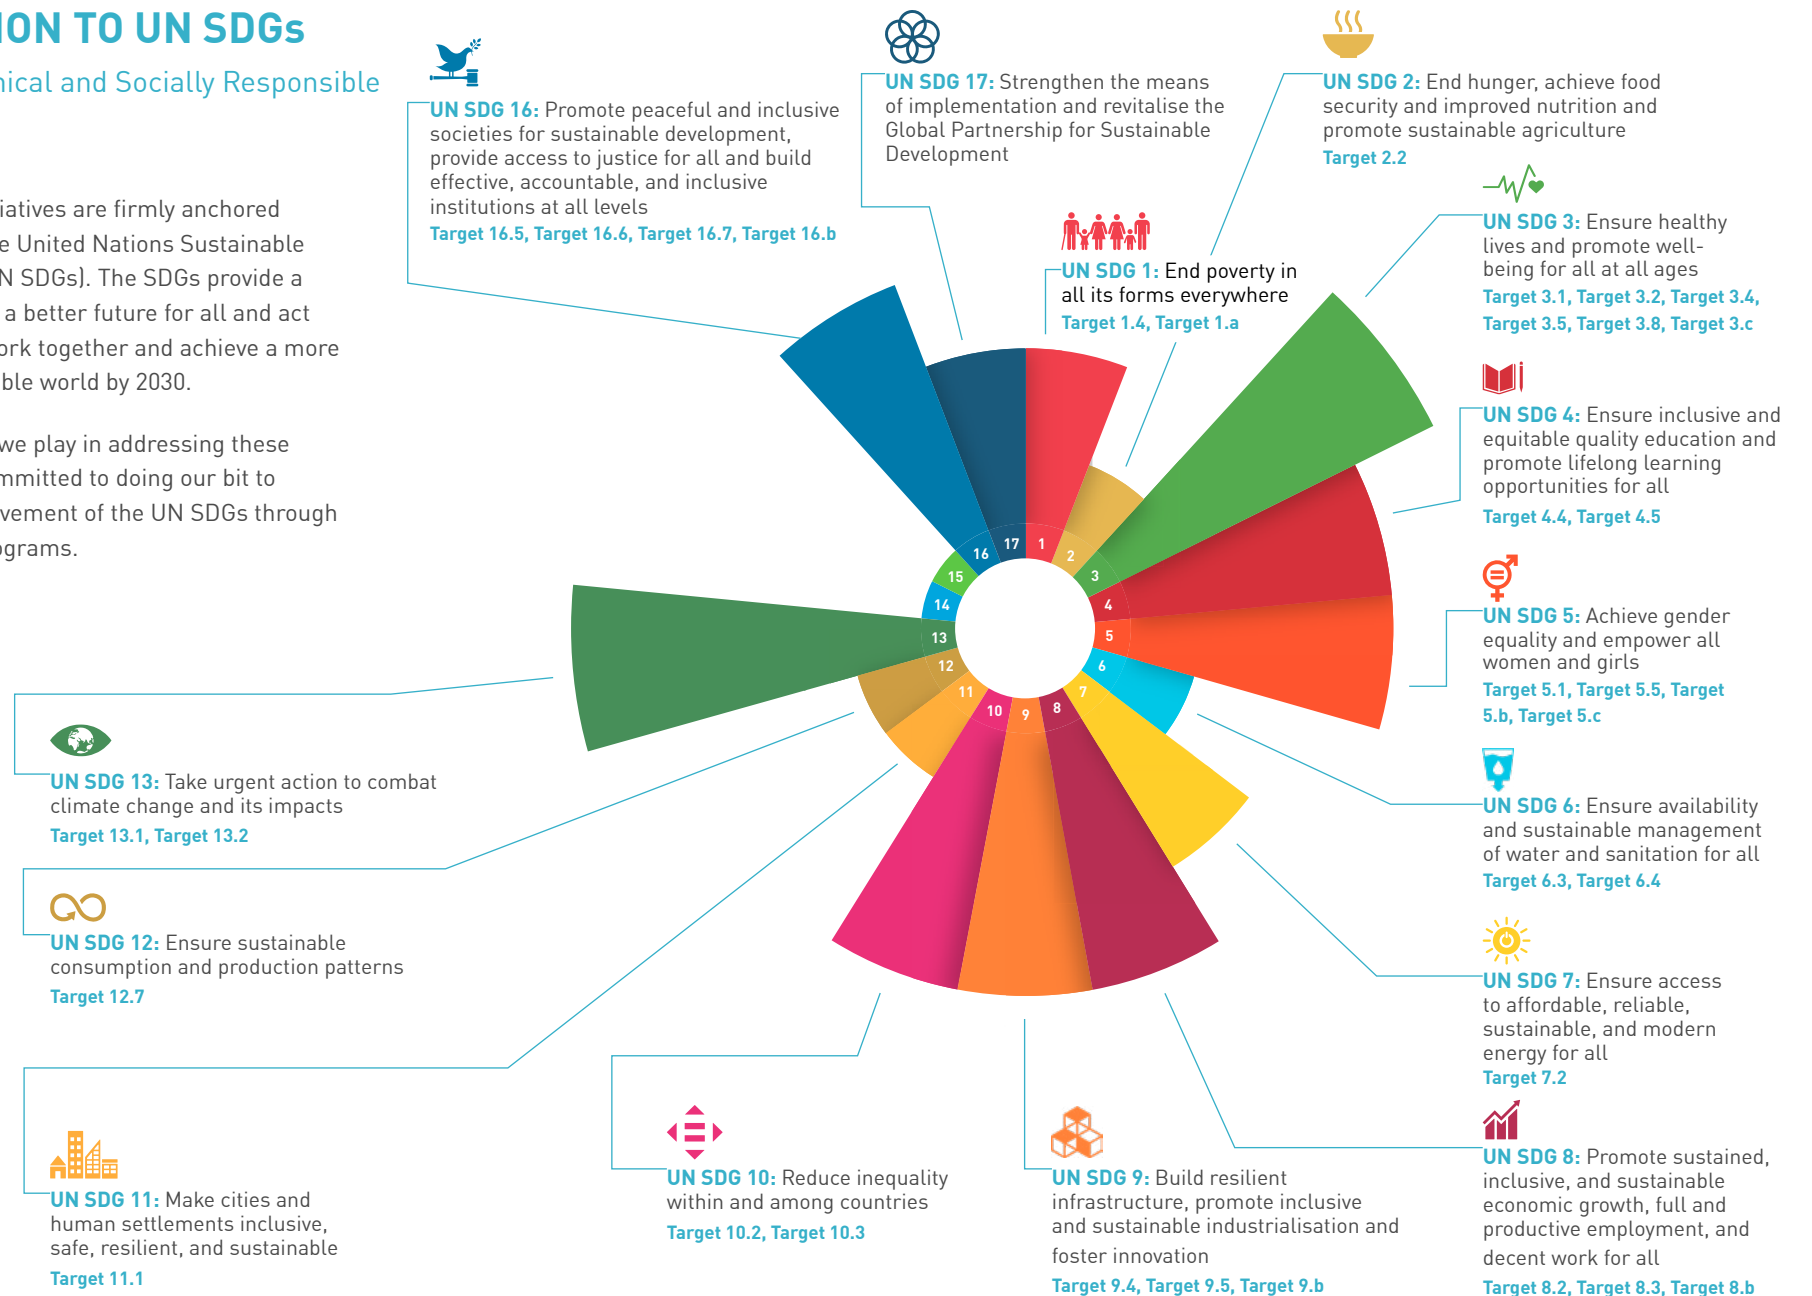 ION TO UN SDGs
nical and Socially Responsible
iatives are firmly anchored
e United Nations Sustainable
N SDGs). The SDGs provide a
a better future for all and act
ork together and achieve a more
ble world by 2030.
we play in addressing these
mmitted to doing our bit to
vement of the UN SDGs through
ograms.
UN SDG 16: Promote peaceful and inclusive
societies for sustainable development,
provide access to justice for all and build
effective, accountable, and inclusive
institutions at all levels
Target 16.5, Target 16.6, Target 16.7, Target 16.b
UN SDG 17: Strengthen the means
of implementation and revitalise the
Global Partnership for Sustainable
Development
UN SDG 1: End poverty in
all its forms everywhere
Target 1.4, Target 1.a
UN SDG 2: End hunger, achieve food
security and improved nutrition and
promote sustainable agriculture
Target 2.2
UN SDG 3: Ensure healthy
lives and promote well-
being for all at all ages
Target 3.1, Target 3.2, Target 3.4,
Target 3.5, Target 3.8, Target 3.c
UN SDG 4: Ensure inclusive and
equitable quality education and
promote lifelong learning
opportunities for all
Target 4.4, Target 4.5
UN SDG 5: Achieve gender
equality and empower all
women and girls
Target 5.1, Target 5.5, Target
5.b, Target 5.c
UN SDG 6: Ensure availability
and sustainable management
of water and sanitation for all
Target 6.3, Target 6.4
UN SDG 7: Ensure access
to affordable, reliable,
sustainable, and modern
energy for all
Target 7.2
UN SDG 8: Promote sustained,
inclusive, and sustainable
economic growth, full and
productive employment, and
decent work for all
Target 8.2, Target 8.3, Target 8.b
UN SDG 9: Build resilient
infrastructure, promote inclusive
and sustainable industrialisation and
foster innovation
Target 9.4, Target 9.5, Target 9.b
UN SDG 10: Reduce inequality
within and among countries
Target 10.2, Target 10.3
UN SDG 11: Make cities and
human settlements inclusive,
safe, resilient, and sustainable
Target 11.1
UN SDG 12: Ensure sustainable
consumption and production patterns
Target 12.7
UN SDG 13: Take urgent action to combat
climate change and its impacts
Target 13.1, Target 13.2
1
2
3
4
5
6
7
8
9
10
11
12
13
14
15
16
17